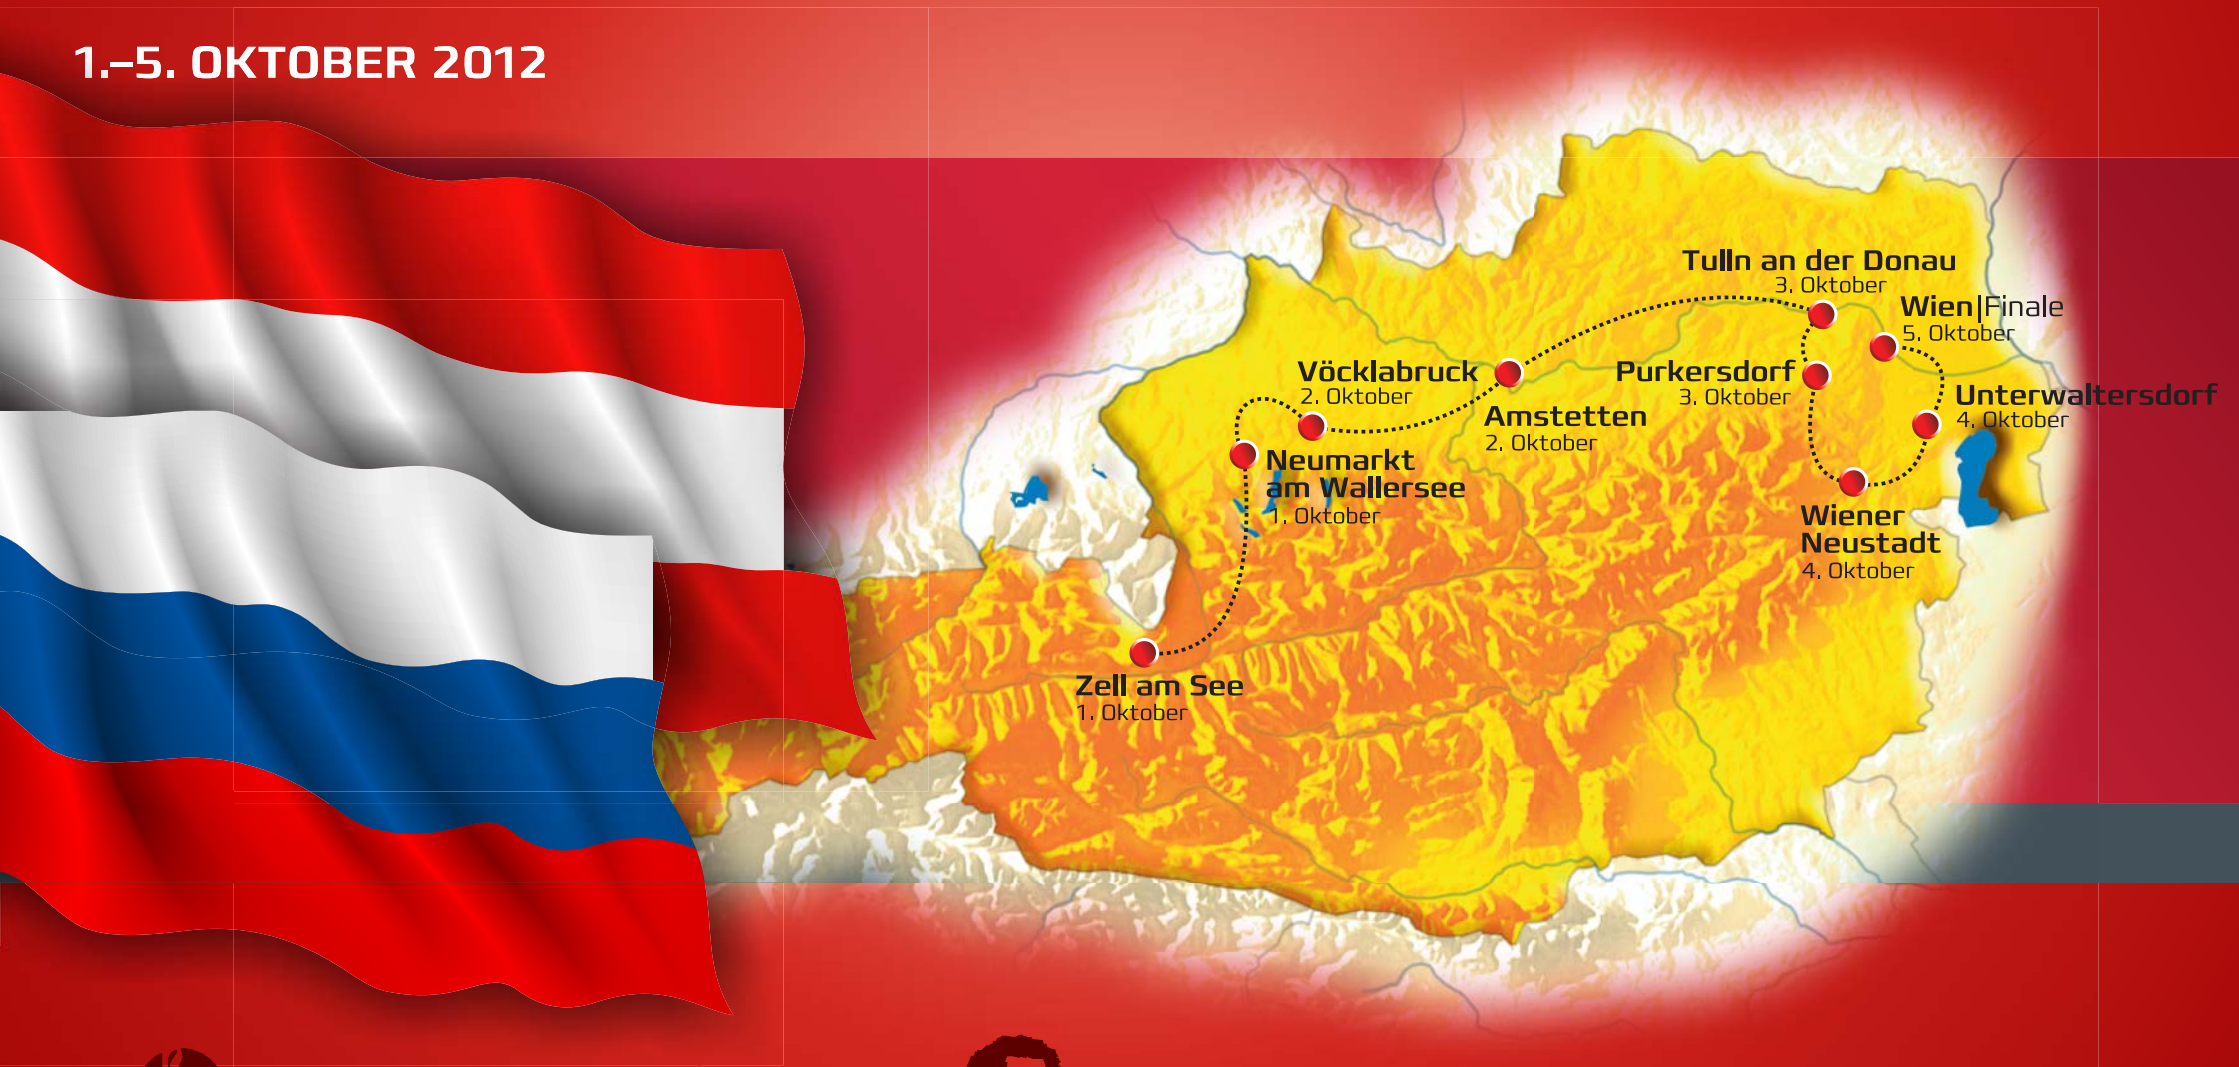 1.–5. OKTOBER 2012
Tulln an der Donau
3. Oktober
Wien|Finale
5. Oktober
Vöcklabruck
2. Oktober
Purkersdorf
3. Oktober
Unterwaltersdorf
4. Oktober
Amstetten
2. Oktober
Neumarkt
am Wallersee
1. Oktober
Wiener
Neustadt
4. Oktober
Zell am See
1. Oktober